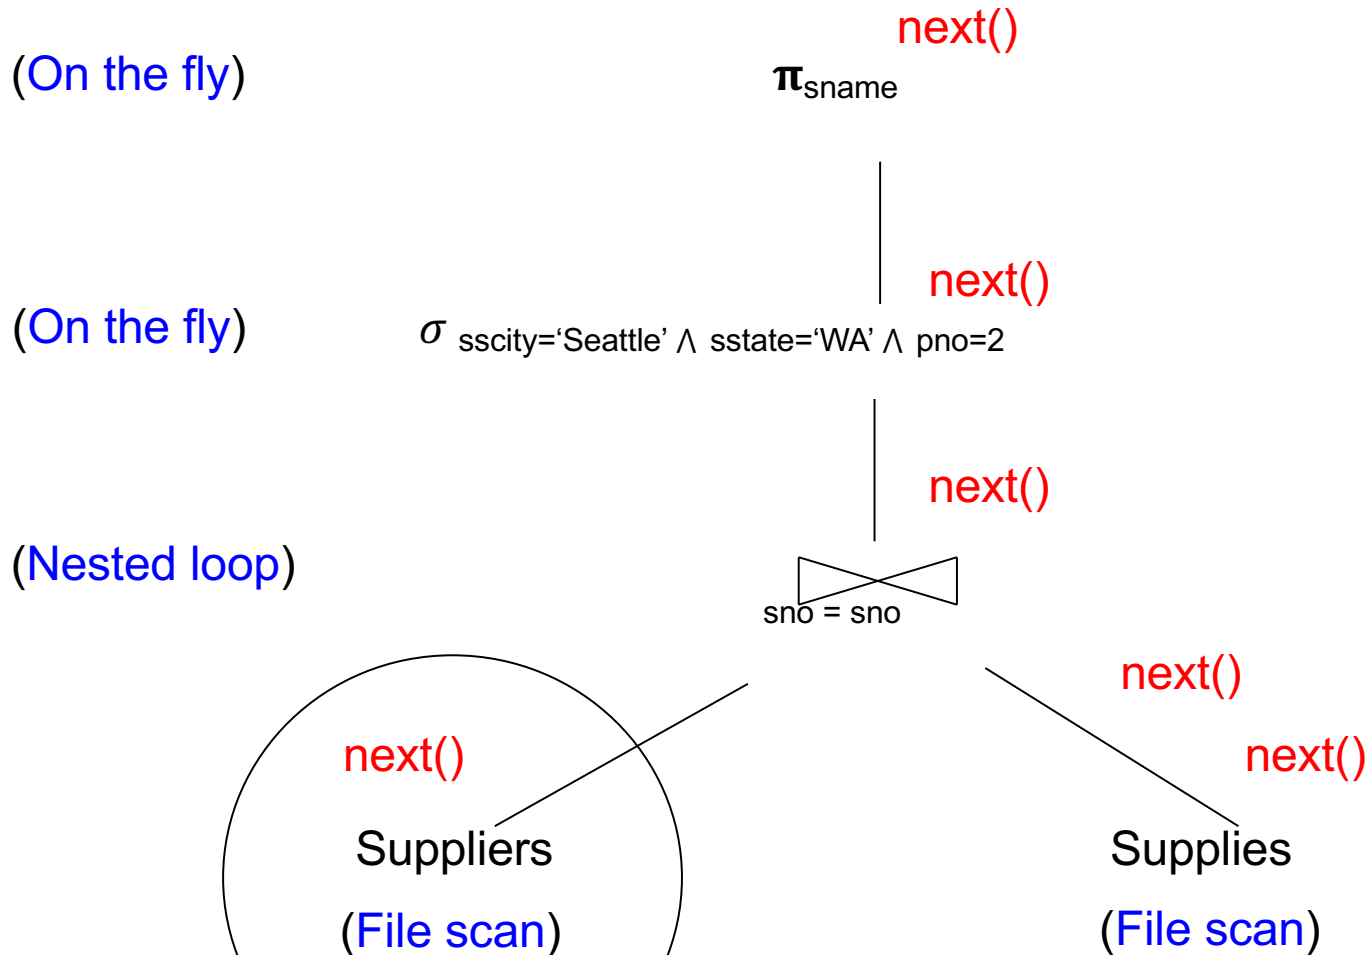 next()
(On the fly) πsname
next()
(On the fly) σ sscity=‘Seattle’ ∧ sstate=‘WA’ ∧ pno=2
next()
(Nested loop)
sno = sno
next()
next() next()
Suppliers Supplies
(File scan) (File scan)